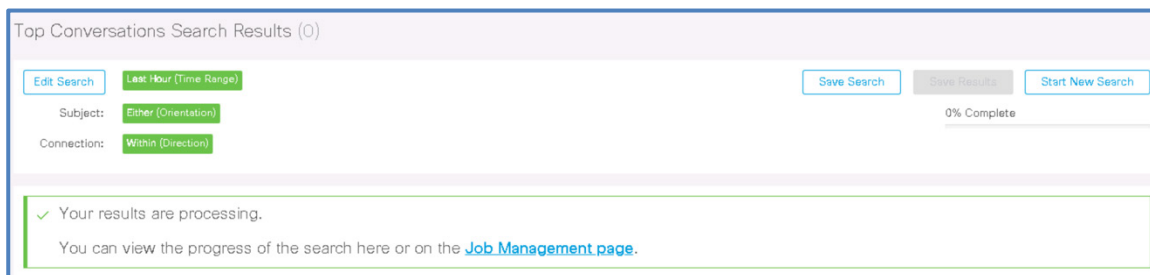 Top Conversations Search Results (0)
Edit Search Last Hour (Time Range) Save Search Save Results Start New Search
Subject: Either (Orientation) 0% Complete
Connection: Within (Direction)
Your results are processing.
You can view the progress of the search here or on the Job Management page.